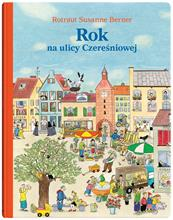 Rotraut Susanne Berner
Rok
na ulicy Czereśniowej